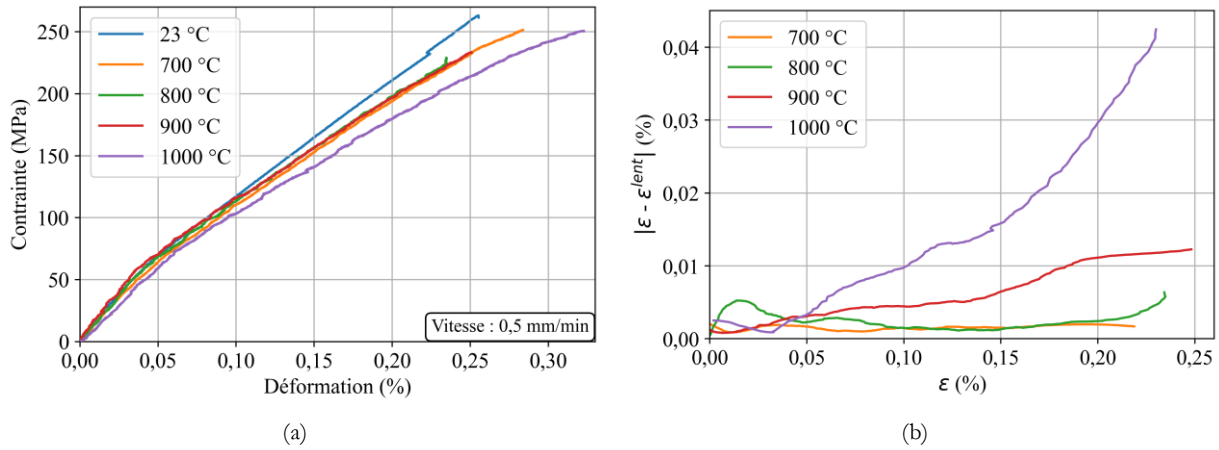 250
200
150
100
50
0
Contrainte (MPa)
23 °C
700 °C
800 °C
900 °C
1000 °C
Vitesse : 0,5 mm/min
0,00 0,05 0,10 0,15 0,20 0,25 0,30
Déformation (%)
(a)
0,04
0,03
0,02
0,01
0,00
|ε - ε^lent| (%)
700 °C
800 °C
900 °C
1000 °C
0,00 0,05 0,10 0,15 0,20 0,25
ε (%)
(b)